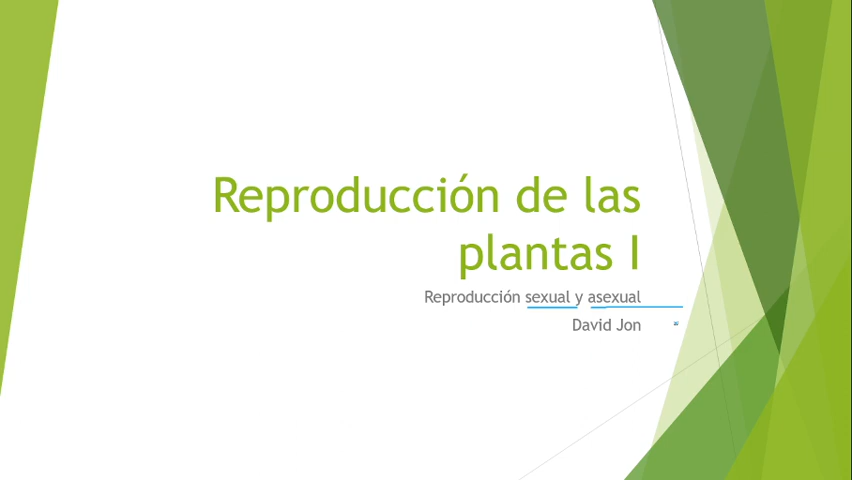 Reproducción de las
plantas I
Reproducción sexual y asexual
David Jon